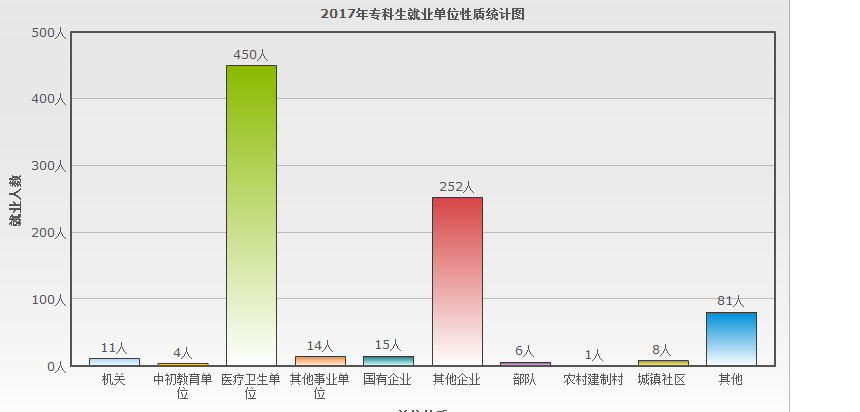 2017年专科生就业单位性质统计图
500人
400人
300人
200人
100人
0人
就业人数
11人
4人
450人
14人
15人
252人
6人
1人
8人
81人
机关
中初教育单
位
医疗卫生单
位
其他事业单
位
国有企业
其他企业
部队
农村建制村
城镇社区
其他